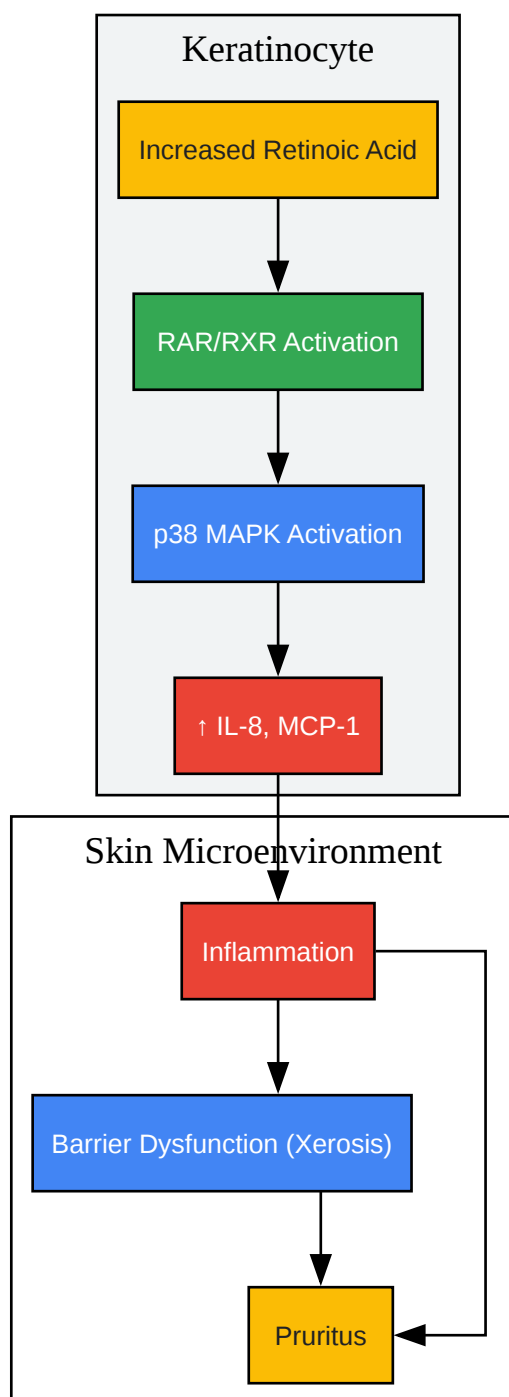 Keratinocyte
Increased Retinoic Acid
RAR/RXR Activation
p38 MAPK Activation
↑ IL-8, MCP-1
Skin Microenvironment
Inflammation
Barrier Dysfunction (Xerosis)
Pruritus